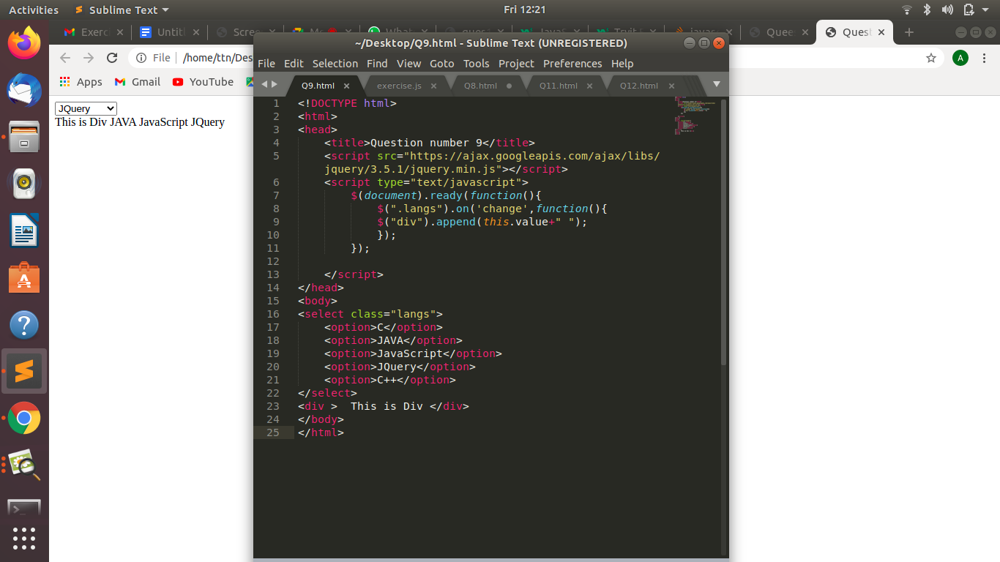 Activities Sublime Text Fri 12:21
Exerc Untitl Scree WhatsA quest JavaS Tryit E javas Quee Quest
~/Desktop/Q9.html - Sublime Text (UNREGISTERED)
File /home/ttn/Des A
File Edit Selection Find View Goto Tools Project Preferences Help
Apps Gmail YouTube
Q9.html exercise.js Q8.html Q11.html Q12.html
JQuery
This is Div JAVA JavaScript JQuery
1 <!DOCTYPE html>
2 <html>
3 <head>
4 <title>Question number 9</title>
5 <script src="https://ajax.googleapis.com/ajax/libs/
jquery/3.5.1/jquery.min.js"></script>
6 <script type="text/javascript">
7 $(document).ready(function(){
8 $(".langs").on('change',function(){
9 $("div").append(this.value+" ");
10 });
11 });
12
13 </script>
14 </head>
15 <body>
16 <select class="langs">
17 <option>C</option>
18 <option>JAVA</option>
19 <option>JavaScript</option>
20 <option>JQuery</option>
21 <option>C++</option>
22 </select>
23 <div >  This is Div </div>
24 </body>
25 </html>